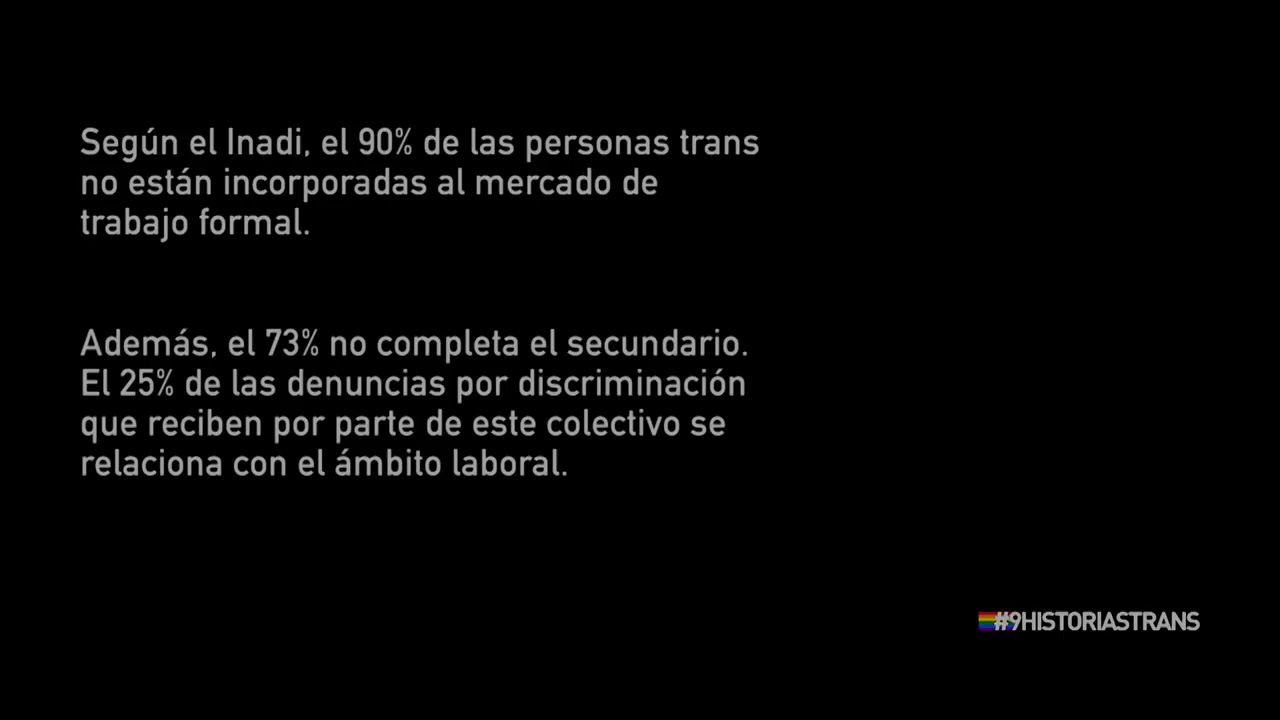 Según el Inadi, el 90% de las personas trans
no están incorporadas al mercado de
trabajo formal.
Además, el 73% no completa el secundario.
El 25% de las denuncias por discriminación
que reciben por parte de este colectivo se
relaciona con el ámbito laboral.
#9HISTORIASTRANS